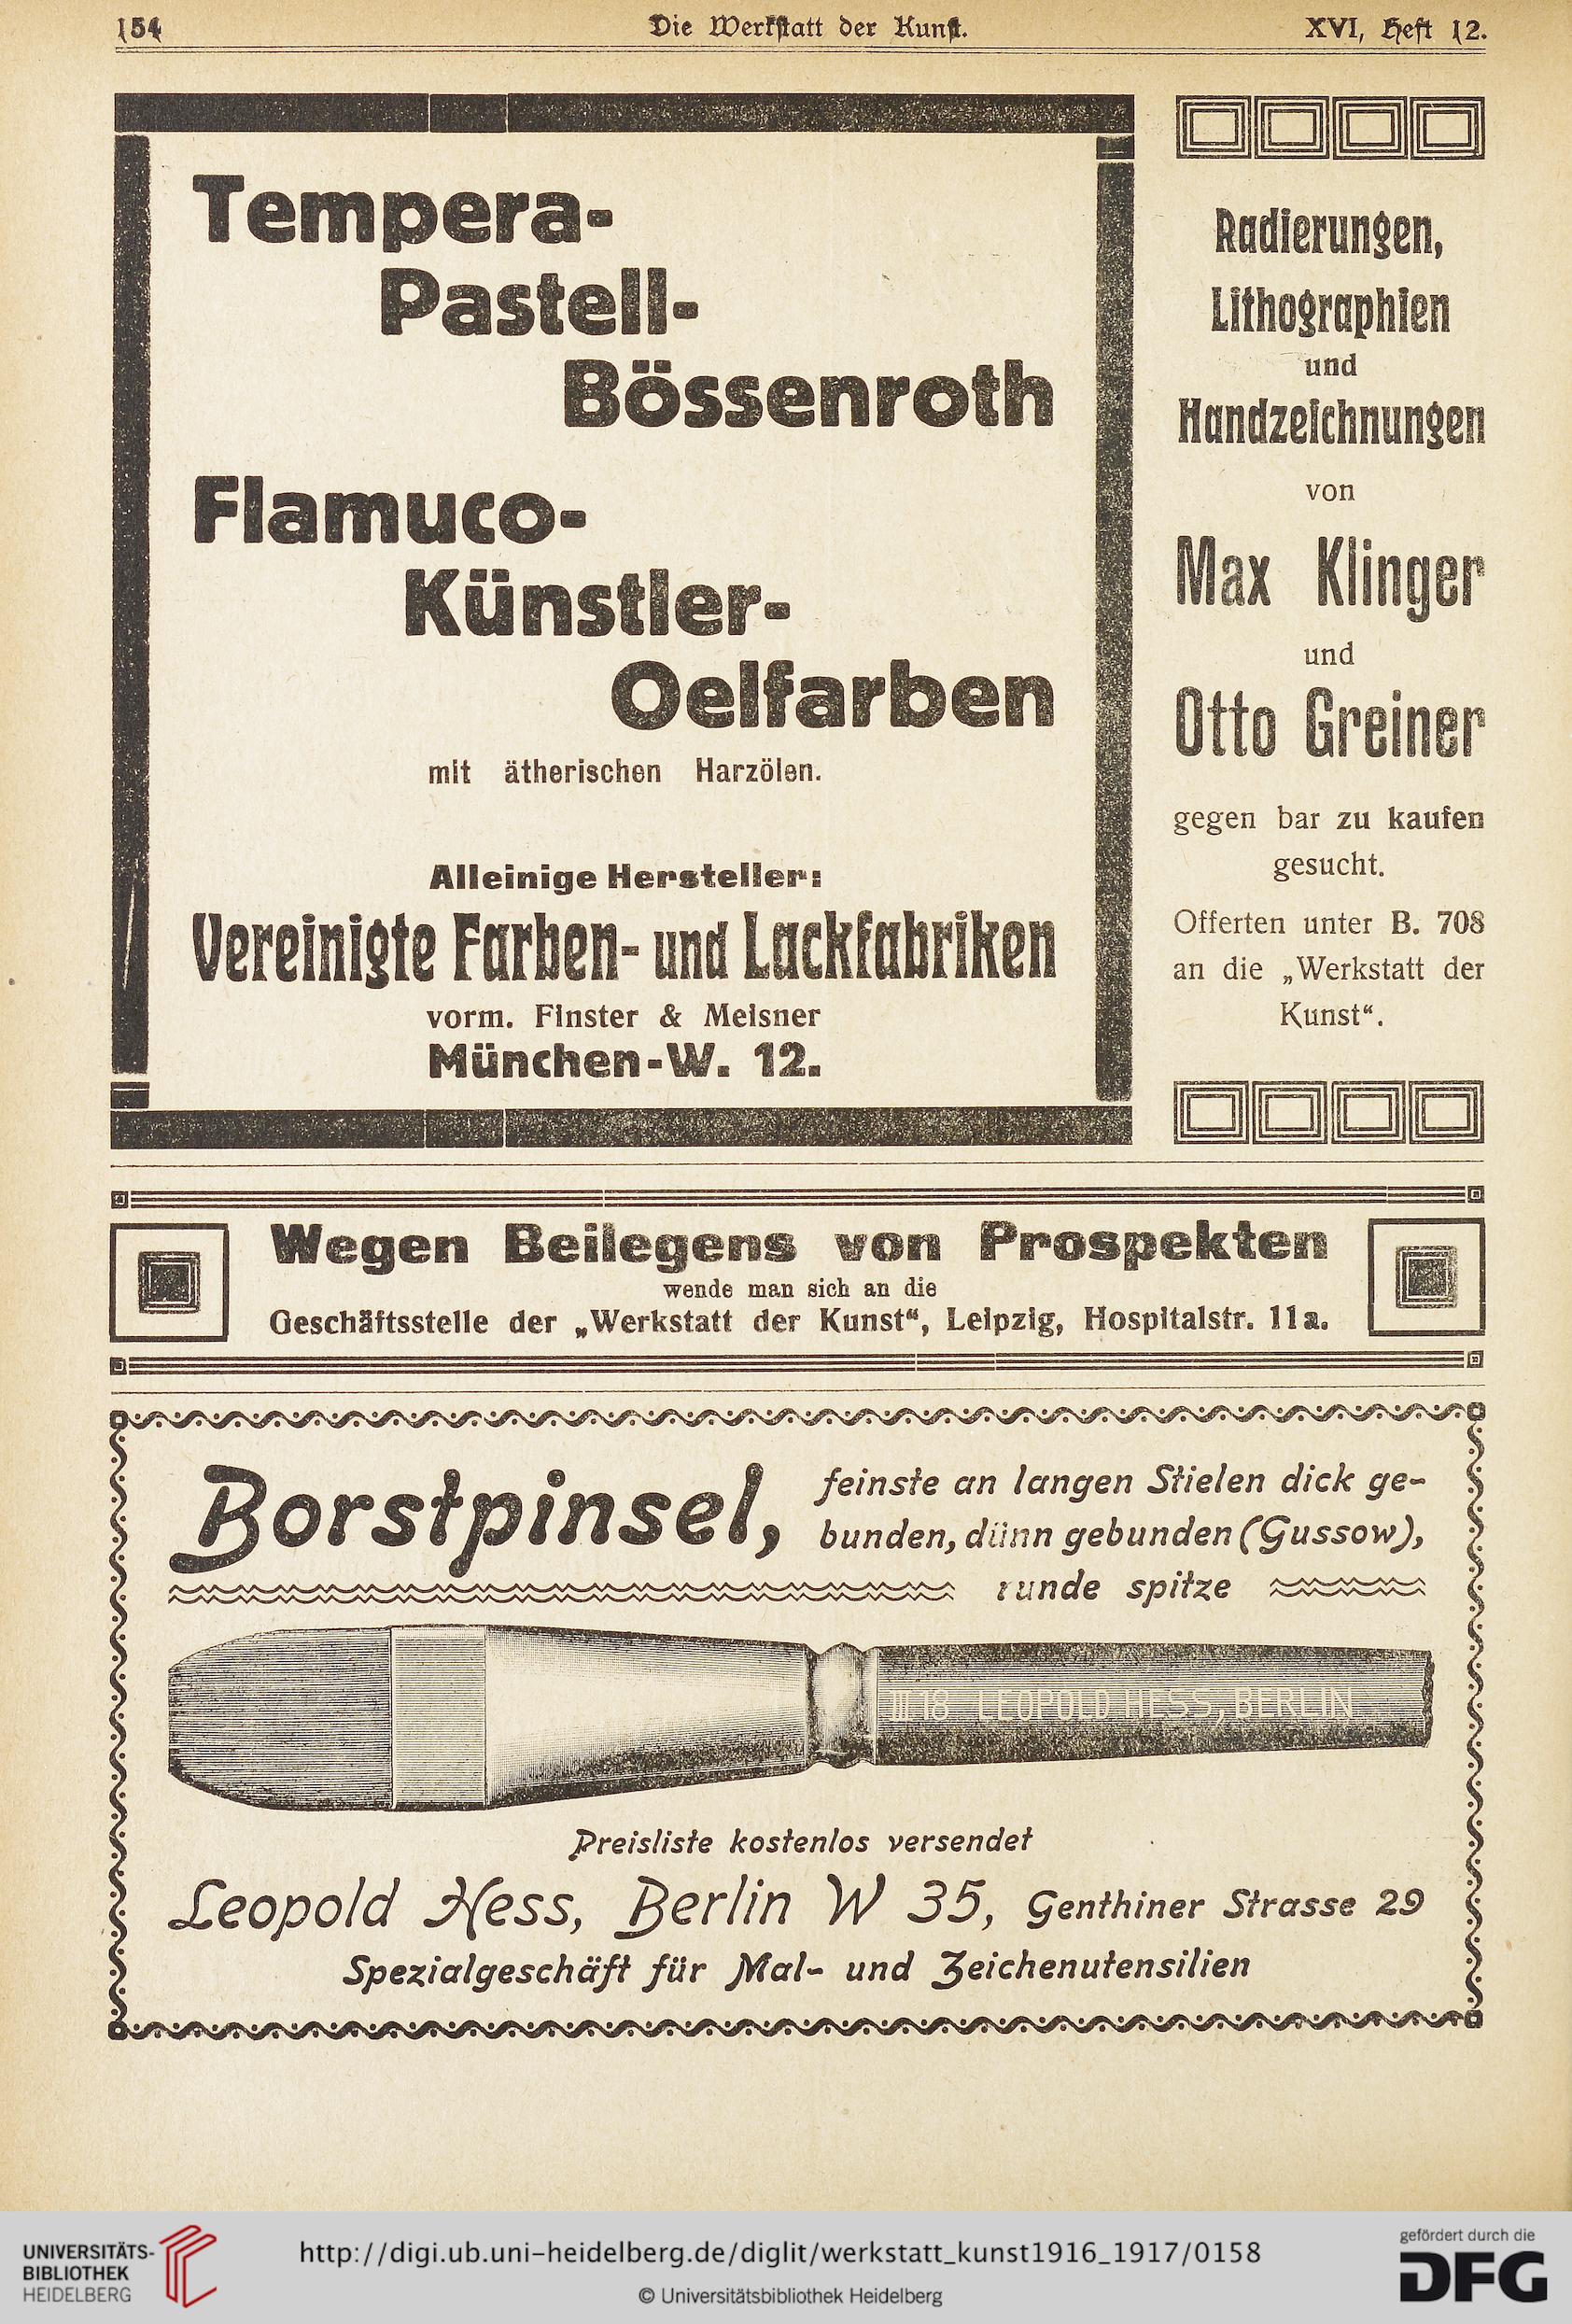 154 Die Werkstatt der Kunst. XVI, Heft 12.
Tempera-
Pastell-
Bössenroth
Flamuco-
Künstler-
Oelfarben
mit ätherischen Harzölen.
Alleinige Hersteller:
Vereinigte Farben- und Lackfabriken
vorm. Finster & Meisner
München-W. 12.
Radierungen,
Lithographien
und
Handzeichnungen
von
Max Klinger
und
Otto Greiner
gegen bar zu kaufen
gesucht.
Offerten unter B. 708
an die „Werkstatt der
Kunst“.
Wegen Beilegens von Prospekten
wende man sich an die
Geschäftsstelle der „Werkstatt der Kunst“, Leipzig, Hospitalstr. 11a.
Borstpinsel,
feinste an langen Stielen dick ge-
bunden, dünn gebunden (Gussow),
runde spitze
III 18 LEOPOLD HESS, BERLIN
Preisliste kostenlos versendet
Leopold Hess, Berlin W 35, Genthiner Strasse 29
Spezialgeschäft für Mal- und Zeichenutensilien
UNIVERSITÄTS-
BIBLIOTHEK
HEIDELBERG
http://digi.ub.uni-heidelberg.de/diglit/werkstatt_kunst1916_1917/0158
© Universitätsbibliothek Heidelberg
gefördert durch die
DFG